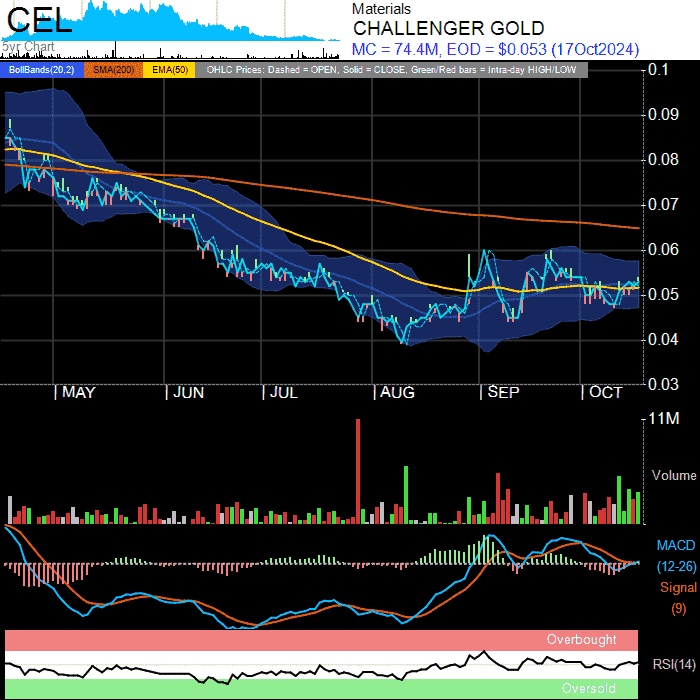 CEL
5yr Chart
Materials
CHALLENGER GOLD
MC = 74.4M, EOD = $0.053 (17Oct2024)
BollBands(20,2) SMA(200) EMA(50) OHLC Prices: Dashed = OPEN, Solid = CLOSE, Green/Red bars = Intra-day HIGH/LOW
0.1
0.09
0.08
0.07
0.06
0.05
0.04
0.03
MAY JUN JUL AUG SEP OCT
11M
Volume
MACD
(12-26)
Signal
(9)
Overbought
RSI(14)
Oversold